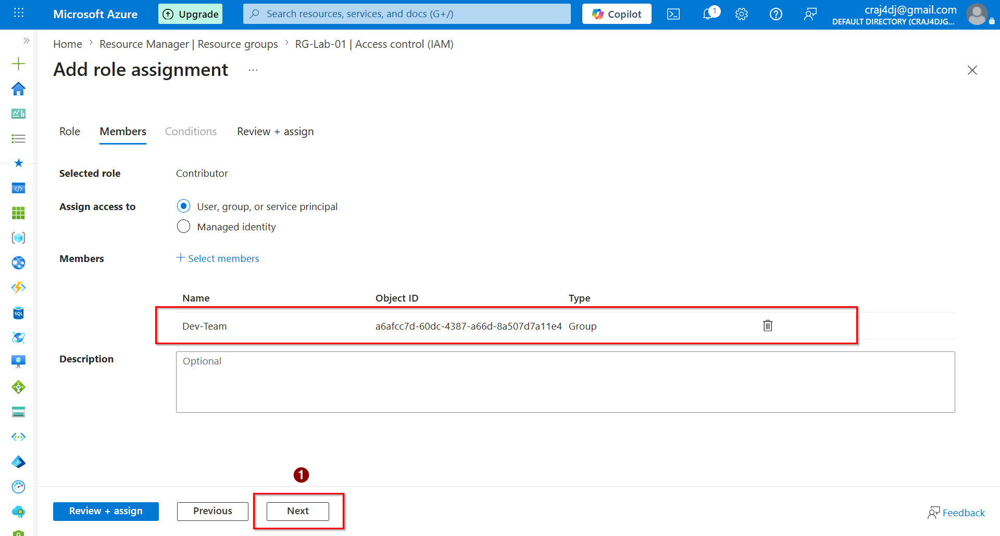 Microsoft Azure
Upgrade
Search resources, services, and docs (G+/)
Copilot
1
craj4dj@gmail.com
DEFAULT DIRECTORY (CRAJ4DJG...
Home > Resource Manager | Resource groups > RG-Lab-01 | Access control (IAM)
Add role assignment ...
Role Members Conditions Review + assign
Selected role Contributor
Assign access to User, group, or service principal
Managed identity
Members + Select members
Name Object ID Type
Dev-Team a6afcc7d-60dc-4387-a66d-8a507d7a11e4 Group
SQL
Description Optional
1
Review + assign Previous Next
Feedback